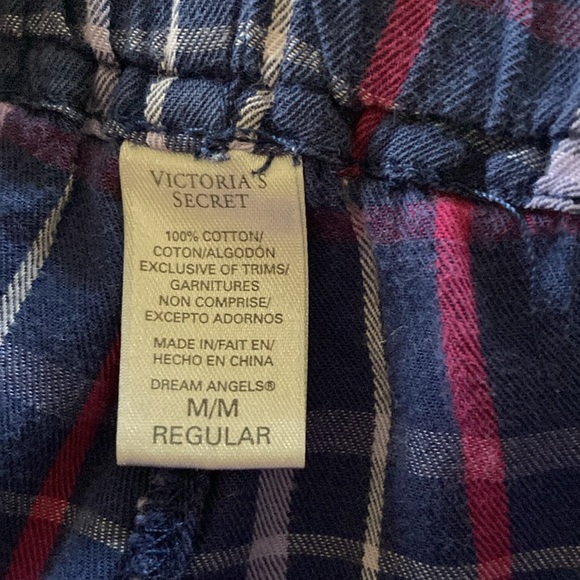 VICTORIA'S
SECRET
100% COTTON/
COTON/ALGODÓN
EXCLUSIVE OF TRIMS/
GARNITURES
NON COMPRISE/
EXCEPTO ADORNOS
MADE IN/FAIT EN/
HECHO EN CHINA
DREAM ANGELS®
M/M
REGULAR